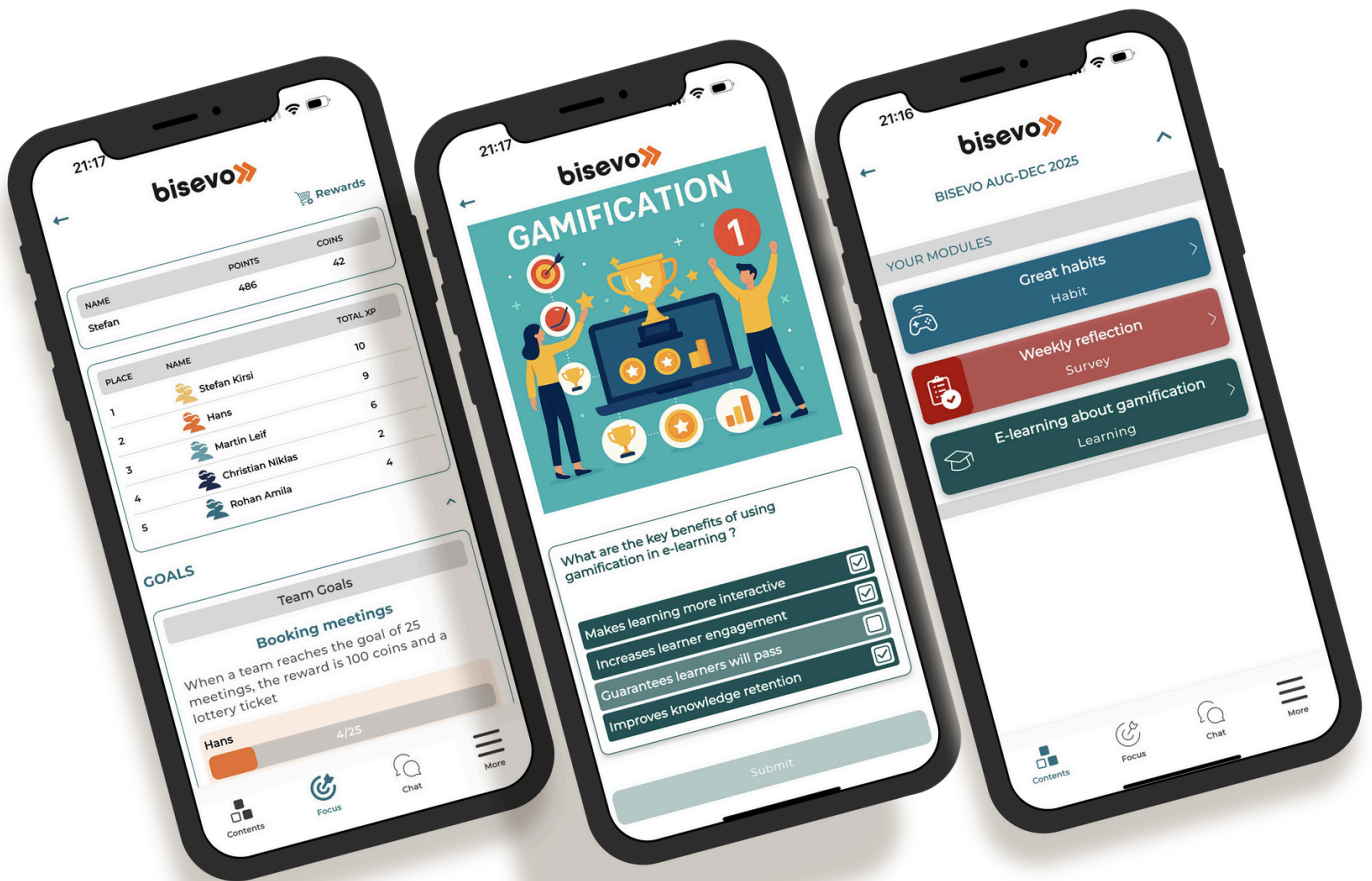 21:17
bisevo
Rewards
NAME POINTS COINS
Stefan 486 42
PLACE NAME TOTAL XP
1 Stefan Kirsi 10
2 Hans 9
3 Martin Leif 6
4 Christian Niklas 2
5 Rohan Amila 4
GOALS
Team Goals
Booking meetings
When a team reaches the goal of 25
meetings, the reward is 100 coins and a
lottery ticket
Hans
4/25
Contents Focus Chat More
21:17
bisevo
GAMIFICATION
1
What are the key benefits of using
gamification in e-learning ?
Makes learning more interactive
Increases learner engagement
Guarantees learners will pass
Improves knowledge retention
Submit
21:16
bisevo
BISEVO AUG-DEC 2025
YOUR MODULES
Great habits
Habit
Weekly reflection
Survey
E-learning about gamification
Learning
Contents Focus Chat More